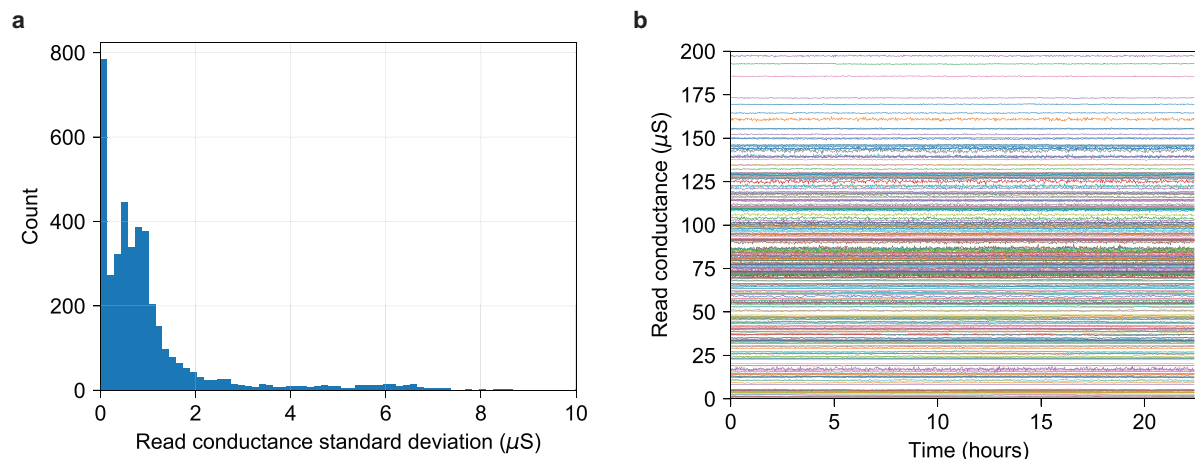 a
800
600
400
200
0
Count
0 2 4 6 8 10
Read conductance standard deviation (µS)
b
200
175
150
125
100
75
50
25
0
Read conductance (µS)
0 5 10 15 20
Time (hours)